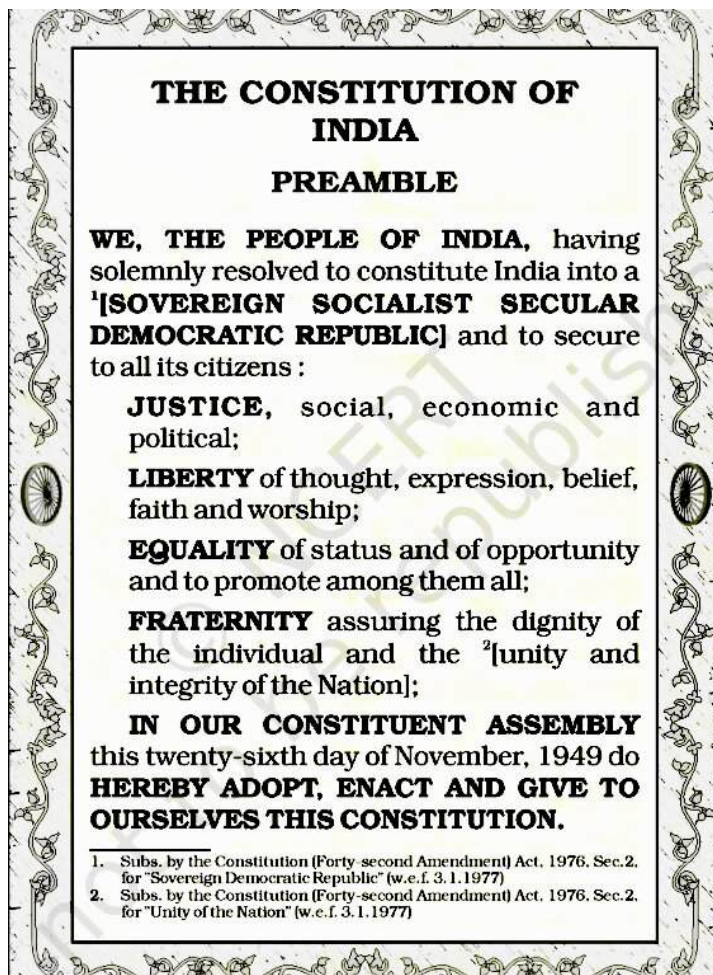 THE CONSTITUTION OF
INDIA
PREAMBLE
WE, THE PEOPLE OF INDIA, having
solemnly resolved to constitute India into a
¹[SOVEREIGN SOCIALIST SECULAR
DEMOCRATIC REPUBLIC] and to secure
to all its citizens :
JUSTICE, social, economic and
political;
LIBERTY of thought, expression, belief,
faith and worship;
EQUALITY of status and of opportunity
and to promote among them all;
FRATERNITY assuring the dignity of
the individual and the ²[unity and
integrity of the Nation];
IN OUR CONSTITUENT ASSEMBLY
this twenty-sixth day of November, 1949 do
HEREBY ADOPT, ENACT AND GIVE TO
OURSELVES THIS CONSTITUTION.
1. Subs. by the Constitution (Forty-second Amendment) Act, 1976, Sec.2,
for "Sovereign Democratic Republic" (w.e.f. 3.1.1977)
2. Subs. by the Constitution (Forty-second Amendment) Act, 1976, Sec.2,
for "Unity of the Nation" (w.e.f. 3.1.1977)
© NCERT
not to be republish